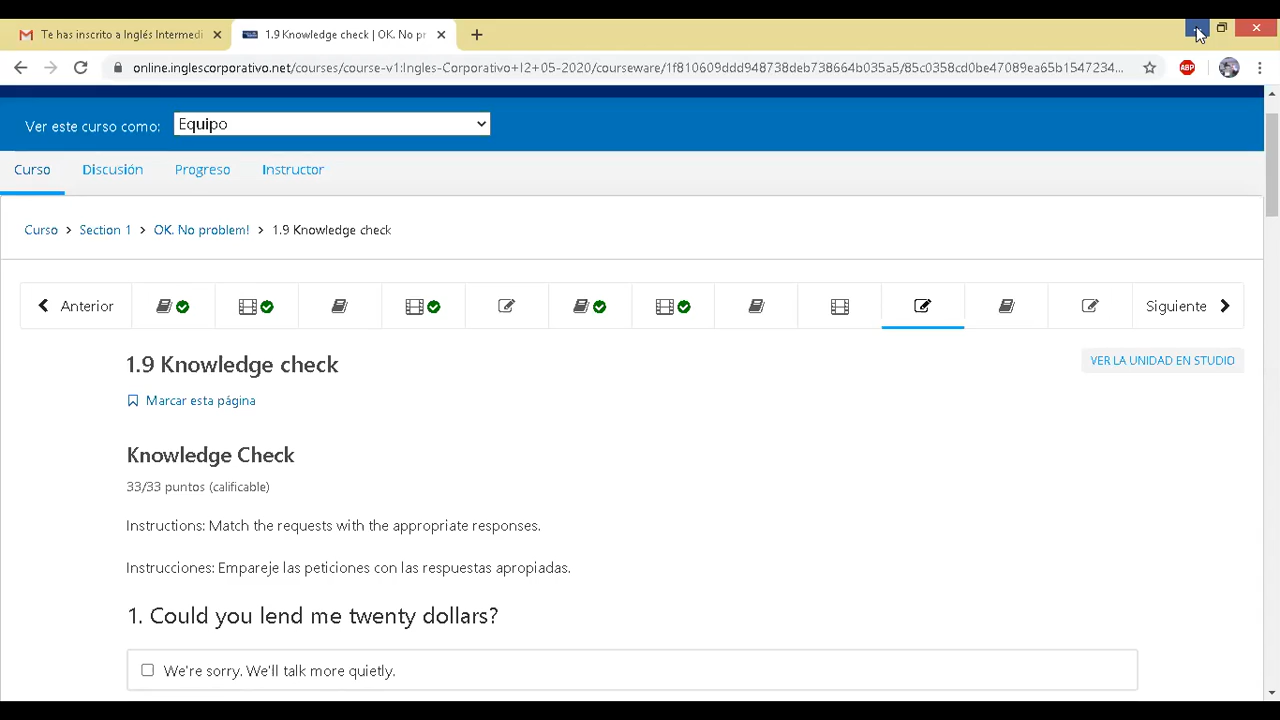 Te has inscrito a Inglés Intermedi
1.9 Knowledge check | OK. No pr
online.inglescorporativo.net/courses/course-v1:Ingles-Corporativo+I2+05-2020/courseware/1f810609ddd948738deb738664b035a5/85c0358cd0be47089ea65b1547234...
ABP
Ver este curso como: Equipo
Curso Discusión Progreso Instructor
Curso > Section 1 > OK. No problem! > 1.9 Knowledge check
Anterior Siguiente
1.9 Knowledge check
VER LA UNIDAD EN STUDIO
Marcar esta página
Knowledge Check
33/33 puntos (calificable)
Instructions: Match the requests with the appropriate responses.
Instrucciones: Empareje las peticiones con las respuestas apropiadas.
1. Could you lend me twenty dollars?
We're sorry. We'll talk more quietly.